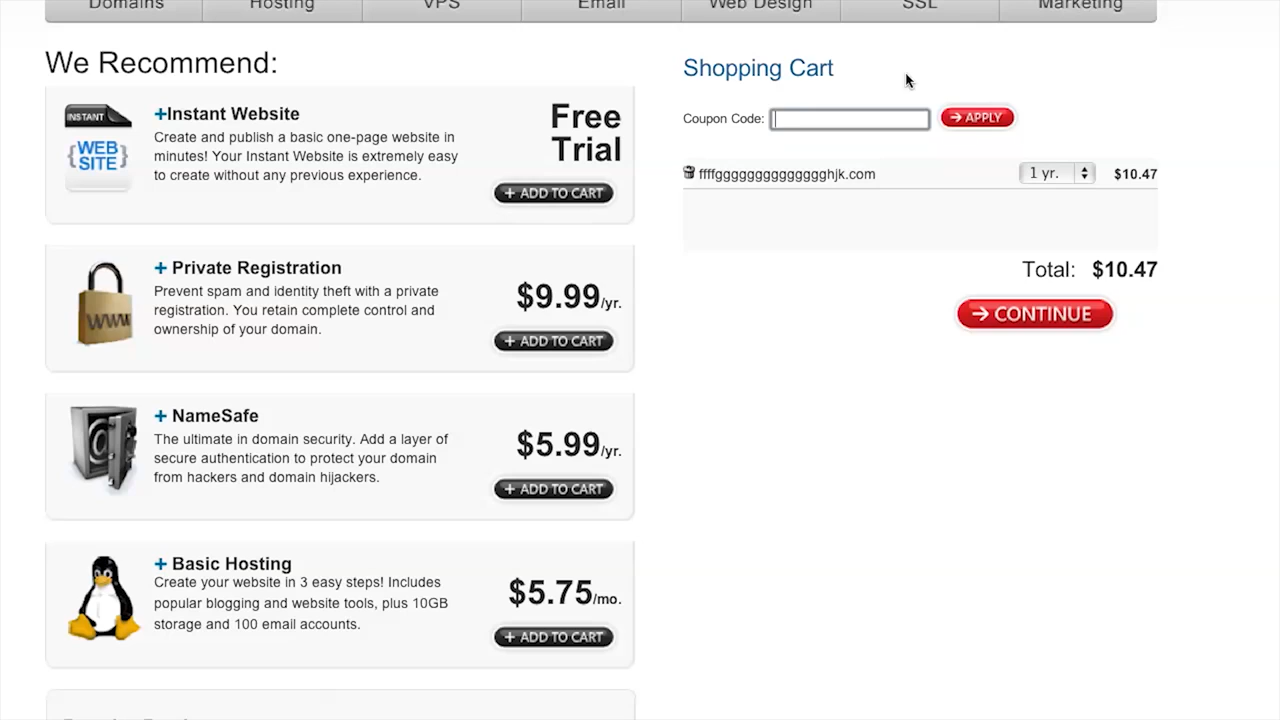 Domains Hosting VPS Email Web Design SSL Marketing
We Recommend:
INSTANT
{WEB
SITE}
+Instant Website
Create and publish a basic one-page website in
minutes! Your Instant Website is extremely easy
to create without any previous experience.
Free
Trial
+ ADD TO CART
WWW
+ Private Registration
Prevent spam and identity theft with a private
registration. You retain complete control and
ownership of your domain.
$9.99/yr.
+ ADD TO CART
+ NameSafe
The ultimate in domain security. Add a layer of
secure authentication to protect your domain
from hackers and domain hijackers.
$5.99/yr.
+ ADD TO CART
+ Basic Hosting
Create your website in 3 easy steps! Includes
popular blogging and website tools, plus 10GB
storage and 100 email accounts.
$5.75/mo.
+ ADD TO CART
Shopping Cart
Coupon Code: APPLY
ffffggggggggggggghjk.com 1 yr. $10.47
Total: $10.47
CONTINUE